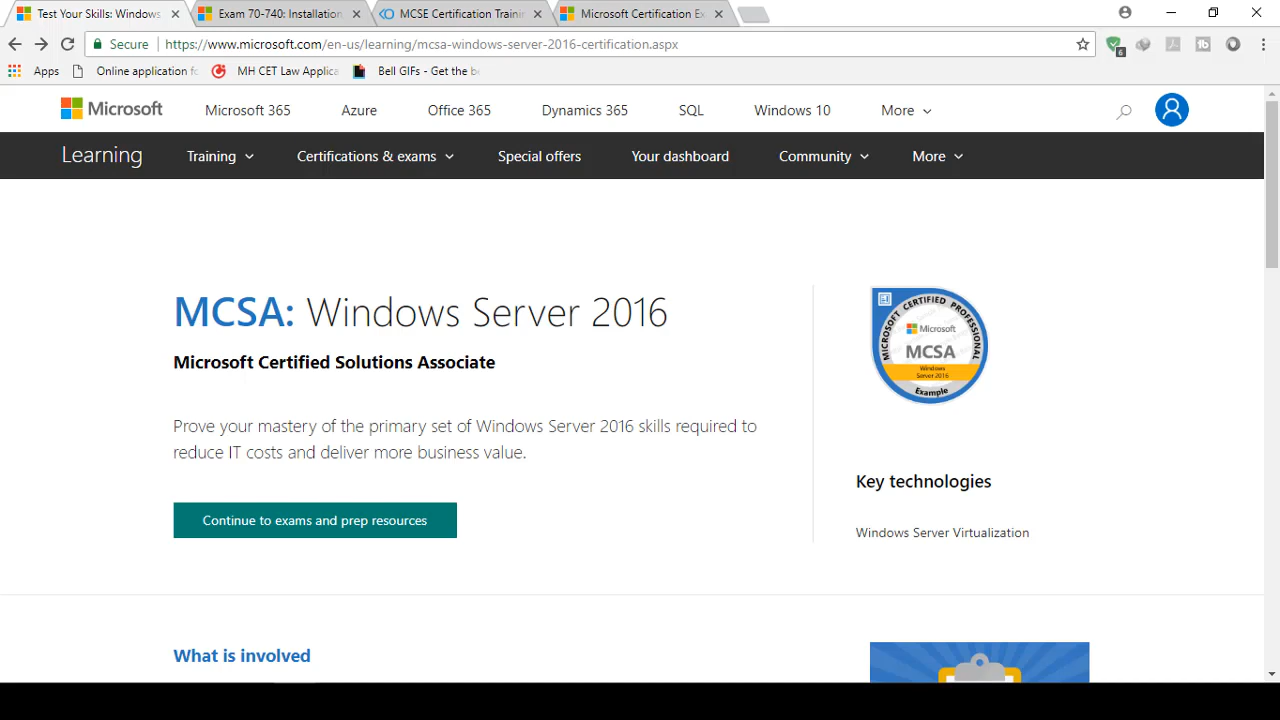 Test Your Skills: Windows
Exam 70-740: Installation
MCSE Certification Trainin
Microsoft Certification Ex
Secure
https://www.microsoft.com/en-us/learning/mcsa-windows-server-2016-certification.aspx
6
Apps
Online application fo
MH CET Law Applica
Bell GIFs - Get the be
Microsoft
Microsoft 365
Azure
Office 365
Dynamics 365
SQL
Windows 10
More
Learning
Training
Certifications & exams
Special offers
Your dashboard
Community
More
MCSA: Windows Server 2016
Microsoft Certified Solutions Associate
Prove your mastery of the primary set of Windows Server 2016 skills required to
reduce IT costs and deliver more business value.
Continue to exams and prep resources
MICROSOFT CERTIFIED PROFESSIONAL
Microsoft
MCSA
Windows
Server 2016
Example
Key technologies
Windows Server Virtualization
What is involved